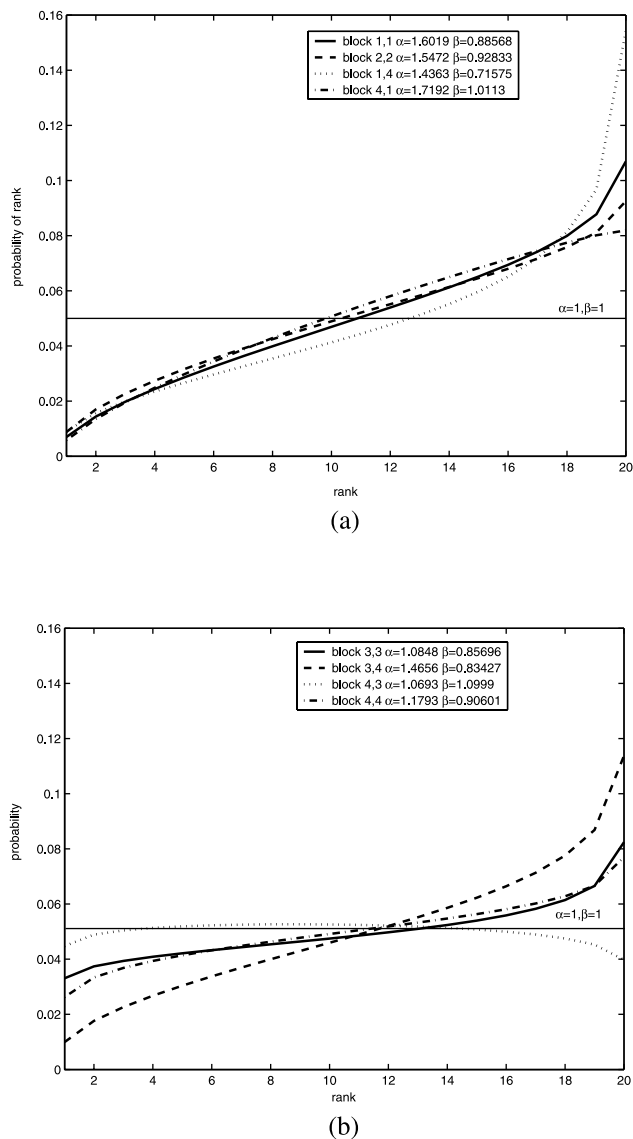 block 1,1 α=1.6019 β=0.88568
block 2,2 α=1.5472 β=0.92833
block 1,4 α=1.4363 β=0.71575
block 4,1 α=1.7192 β=1.0113
0.16
0.14
0.12
0.1
0.08
0.06
0.04
0.02
0
probability of rank
α=1,β=1
2 4 6 8 10 12 14 16 18 20
rank
(a)
block 3,3 α=1.0848 β=0.85696
block 3,4 α=1.4656 β=0.83427
block 4,3 α=1.0693 β=1.0999
block 4,4 α=1.1793 β=0.90601
0.16
0.14
0.12
0.1
0.08
0.06
0.04
0.02
0
probability
α=1,β=1
2 4 6 8 10 12 14 16 18 20
rank
(b)